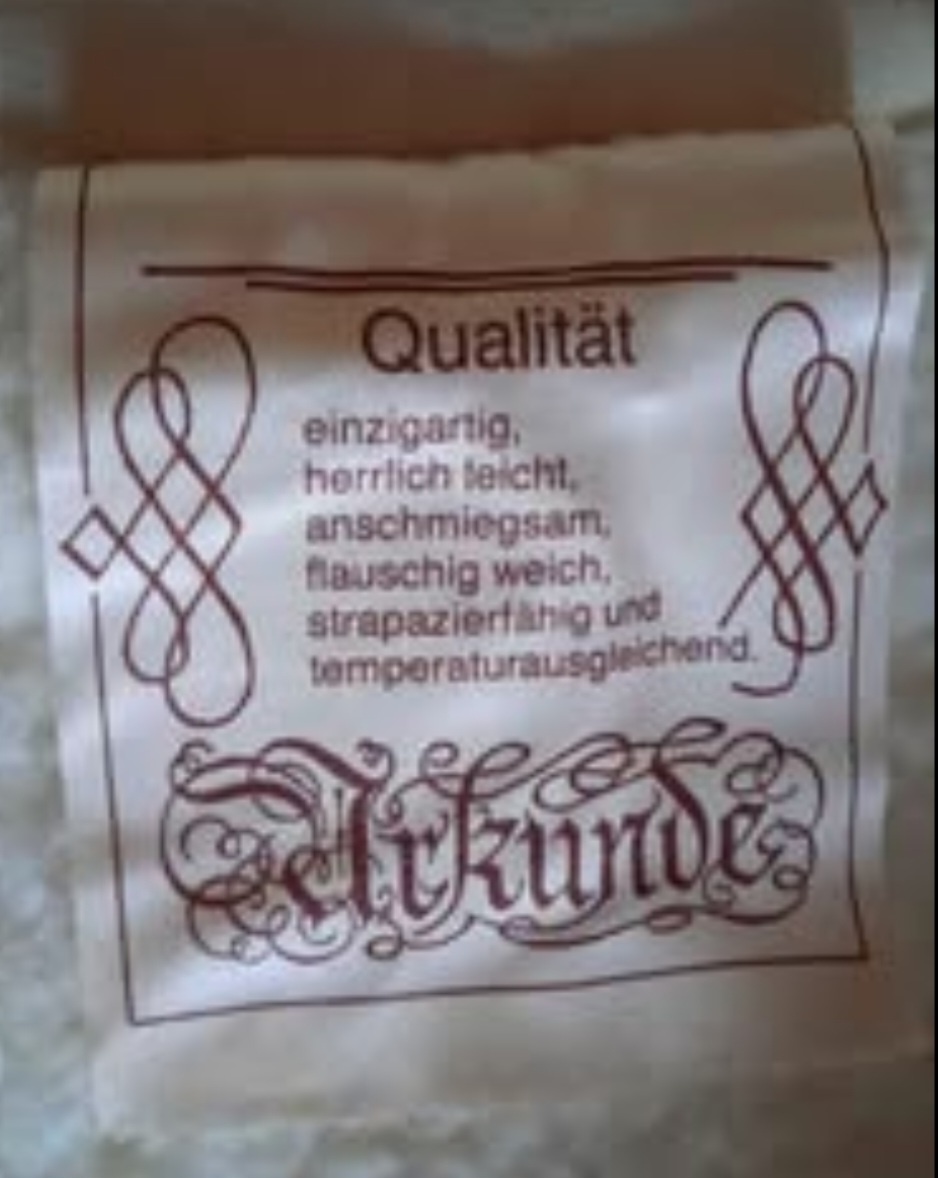 Qualität
einzigartig,
herrlich leicht,
anschmiegsam,
flauschig weich,
strapazierfähig und
temperaturausgleichend.
Urkunde